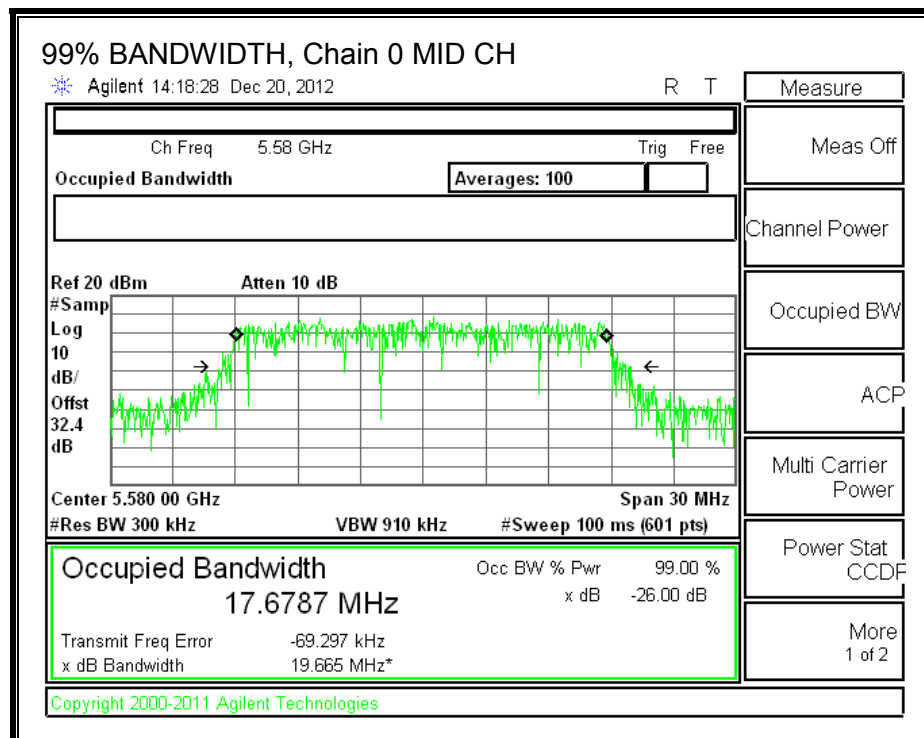 99% BANDWIDTH, Chain 0 MID CH
Agilent 14:18:28 Dec 20, 2012 R T
Measure
Ch Freq 5.58 GHz Trig Free
Meas Off
Occupied Bandwidth Averages: 100
Channel Power
Ref 20 dBm Atten 10 dB
#Samp
Log
10
dB/
Offst
32.4
dB
Occupied BW
ACP
Multi Carrier
Power
Center 5.580 00 GHz Span 30 MHz
#Res BW 300 kHz VBW 910 kHz #Sweep 100 ms (601 pts)
Power Stat
CCDF
Occupied Bandwidth Occ BW % Pwr 99.00 %
17.6787 MHz x dB -26.00 dB
Transmit Freq Error -69.297 kHz
x dB Bandwidth 19.665 MHz*
More
1 of 2
Copyright 2000-2011 Agilent Technologies